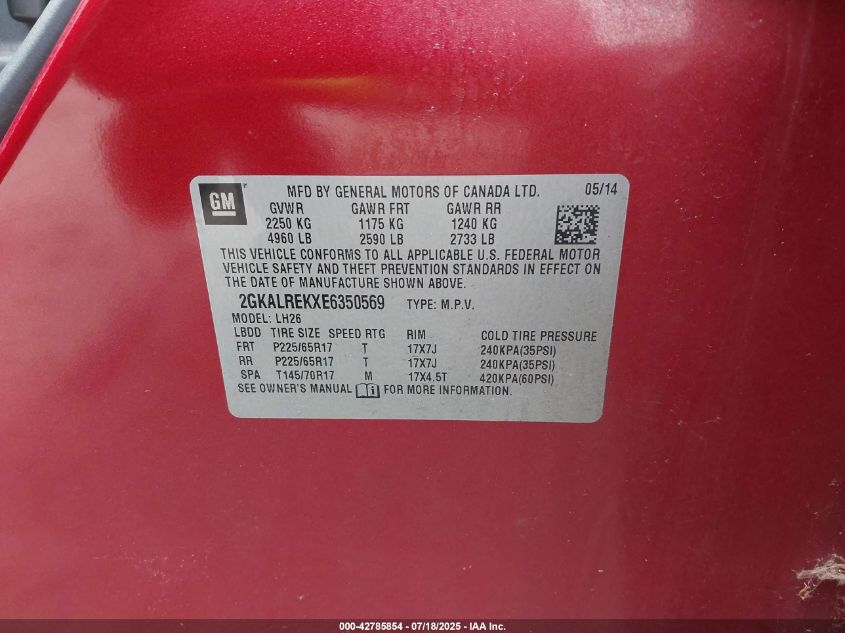 GM
MFD BY GENERAL MOTORS OF CANADA LTD. 05/14
GVWR GAWR FRT GAWR RR
2250 KG 1175 KG 1240 KG
4960 LB 2590 LB 2733 LB
THIS VEHICLE CONFORMS TO ALL APPLICABLE U.S. FEDERAL MOTOR
VEHICLE SAFETY AND THEFT PREVENTION STANDARDS IN EFFECT ON
THE DATE OF MANUFACTURE SHOWN ABOVE.
2GKALREKXE6350569 TYPE: M.P.V.
MODEL: LH26
LBDD TIRE SIZE SPEED RTG RIM COLD TIRE PRESSURE
FRT P225/65R17 T 17X7J 240KPA(35PSI)
RR P225/65R17 T 17X7J 240KPA(35PSI)
SPA T145/70R17 M 17X4.5T 420KPA(60PSI)
SEE OWNER'S MANUAL FOR MORE INFORMATION.
000-42785854 / 07/18/2025 - IAA Inc.